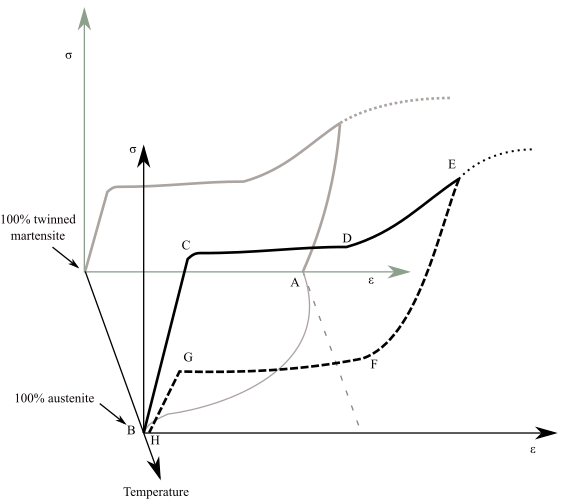 σ
σ
E
100% twinned
martensite
C
D
A
ε
G
F
100% austenite
B
H
ε
Temperature